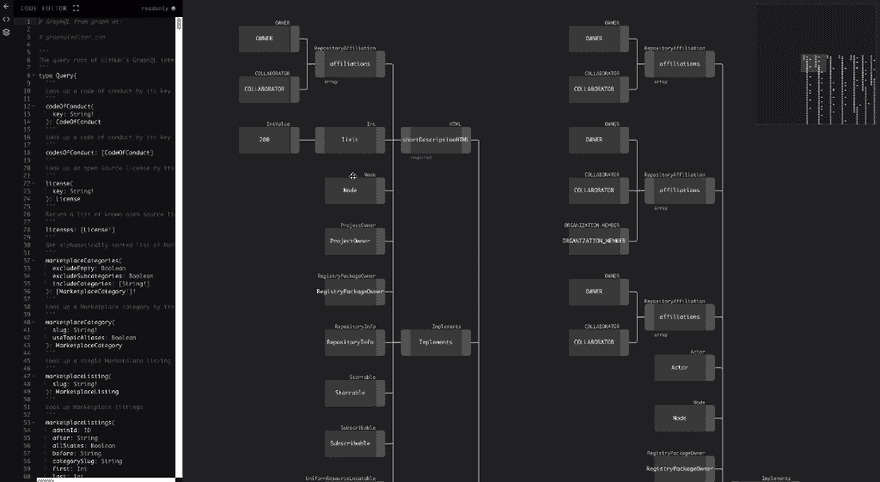 CODE EDITOR
readonly
1 # GraphQL from graph at:
2
3 # graphqleditor.com
4
5 """
6 The query root of GitHub's GraphQL inte
7 """
8 type Query{
9 """
10 Look up a code of conduct by its key
11 """
12 codeOfConduct(
13 key: String!
14 ): CodeOfConduct
15 """
16 Look up a code of conduct by its key
17 """
18 codesOfConduct: [CodeOfConduct]
19 """
20 Look up an open source license by its
21 """
22 license(
23 key: String!
24 ): License
25 """
26 Return a list of known open source li
27 """
28 licenses: [License!]
29 """
30 Get alphabetically sorted list of Mar
31 """
32 marketplaceCategories(
33 excludeEmpty: Boolean
34 excludeSubcategories: Boolean
35 includeCategories: [String!]
36 ): [MarketplaceCategory!]!
37 """
38 Look up a Marketplace category by its
39 """
40 marketplaceCategory(
41 slug: String!
42 useTopicAliases: Boolean
43 ): MarketplaceCategory
44 """
45 Look up a single Marketplace listing
46 """
47 marketplaceListing(
48 slug: String!
49 ): MarketplaceListing
50 """
51 Look up Marketplace listings
52 """
53 marketplaceListings(
54 adminId: ID
55 after: String
56 allStates: Boolean
57 before: String
58 categorySlug: String
59 first: Int
60 last: Int
OWNER
OWNER
COLLABORATOR
COLLABORATOR
RepositoryAffiliation
affiliations
array
IntValue
200
Int
limit
HTML
shortDescriptionHTML
required
Node
Node
ProjectOwner
ProjectOwner
RegistryPackageOwner
RegistryPackageOwner
RepositoryInfo
RepositoryInfo
Implements
Implements
Starrable
Starrable
Subscribable
Subscribable
UniformResourceLocatable
OWNER
OWNER
COLLABORATOR
COLLABORATOR
RepositoryAffiliation
affiliations
array
OWNER
OWNER
COLLABORATOR
COLLABORATOR
RepositoryAffiliation
affiliations
array
ORGANIZATION_MEMBER
ORGANIZATION_MEMBER
OWNER
OWNER
COLLABORATOR
COLLABORATOR
RepositoryAffiliation
affiliations
array
Actor
Actor
Node
Node
RegistryPackageOwner
RegistryPackageOwner
Implements